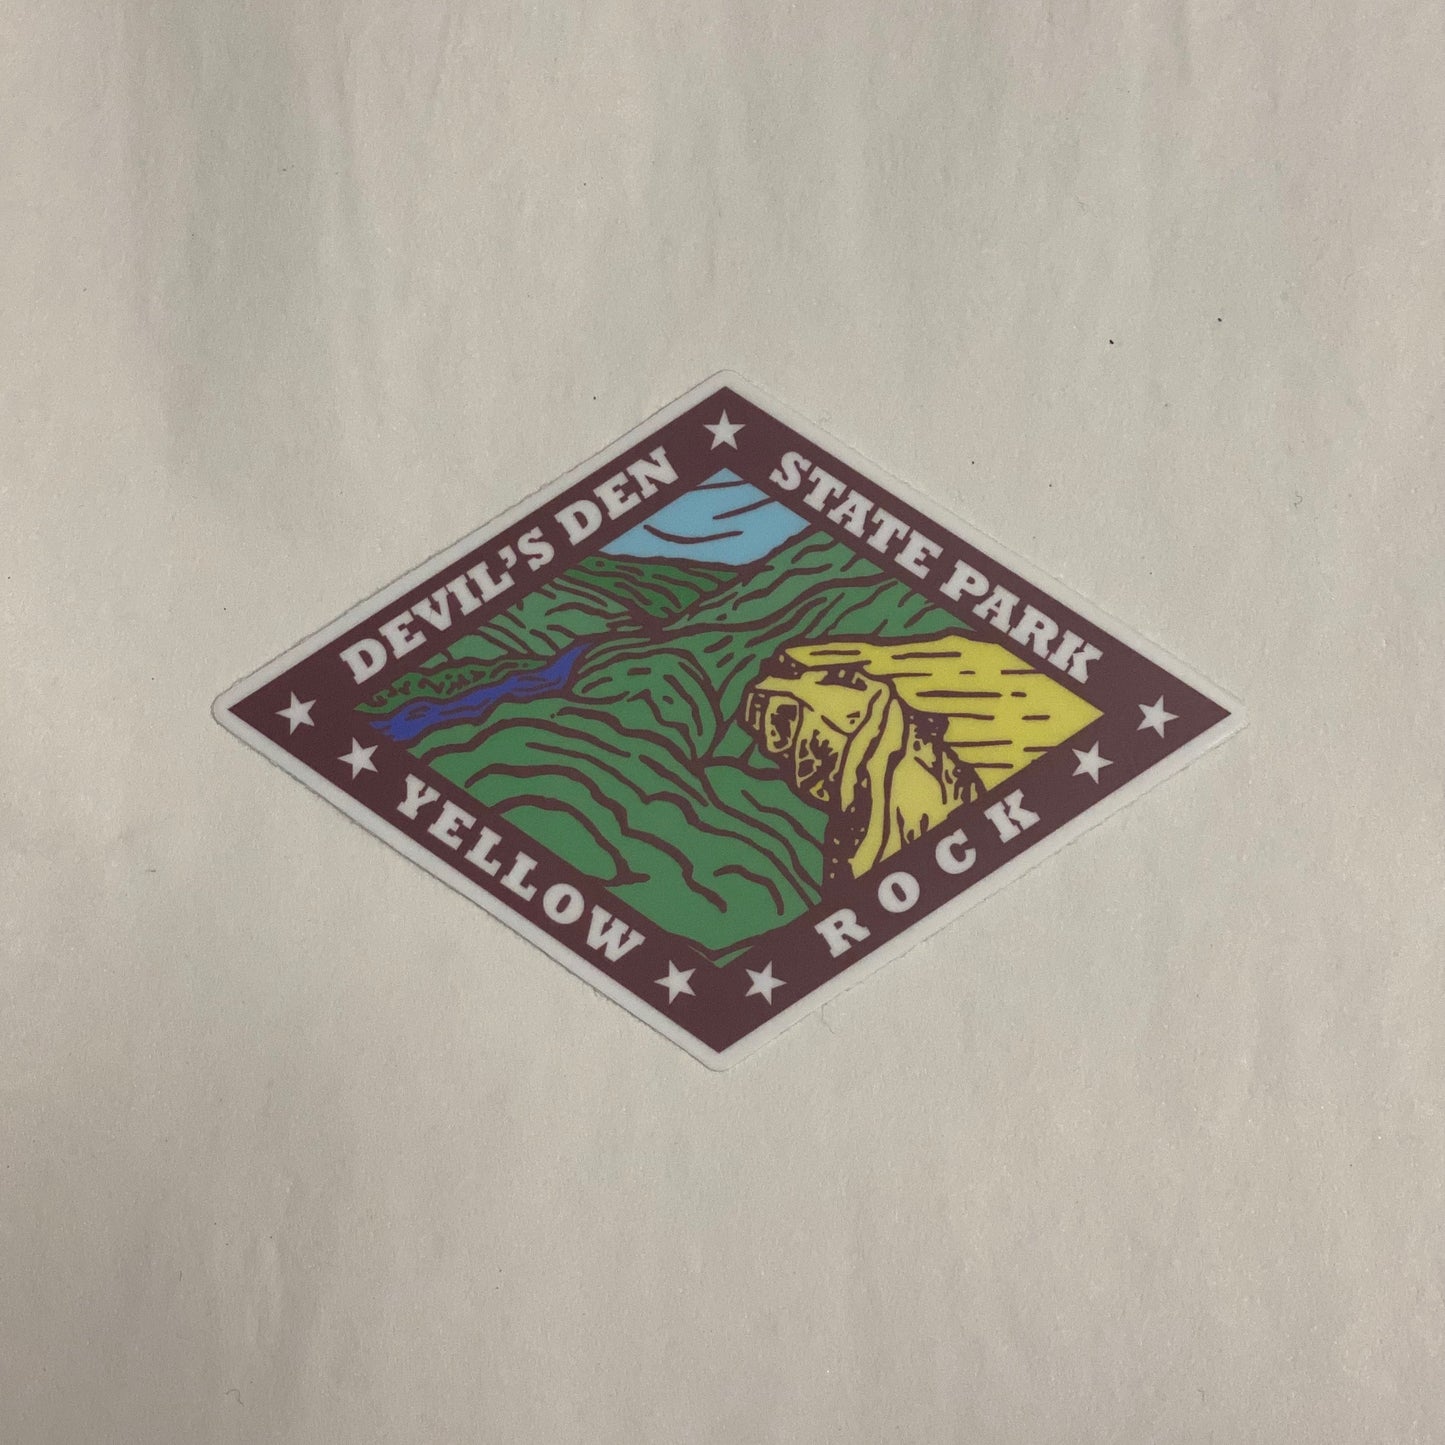 DEVIL'S DEN
STATE PARK
YELLOW
ROCK